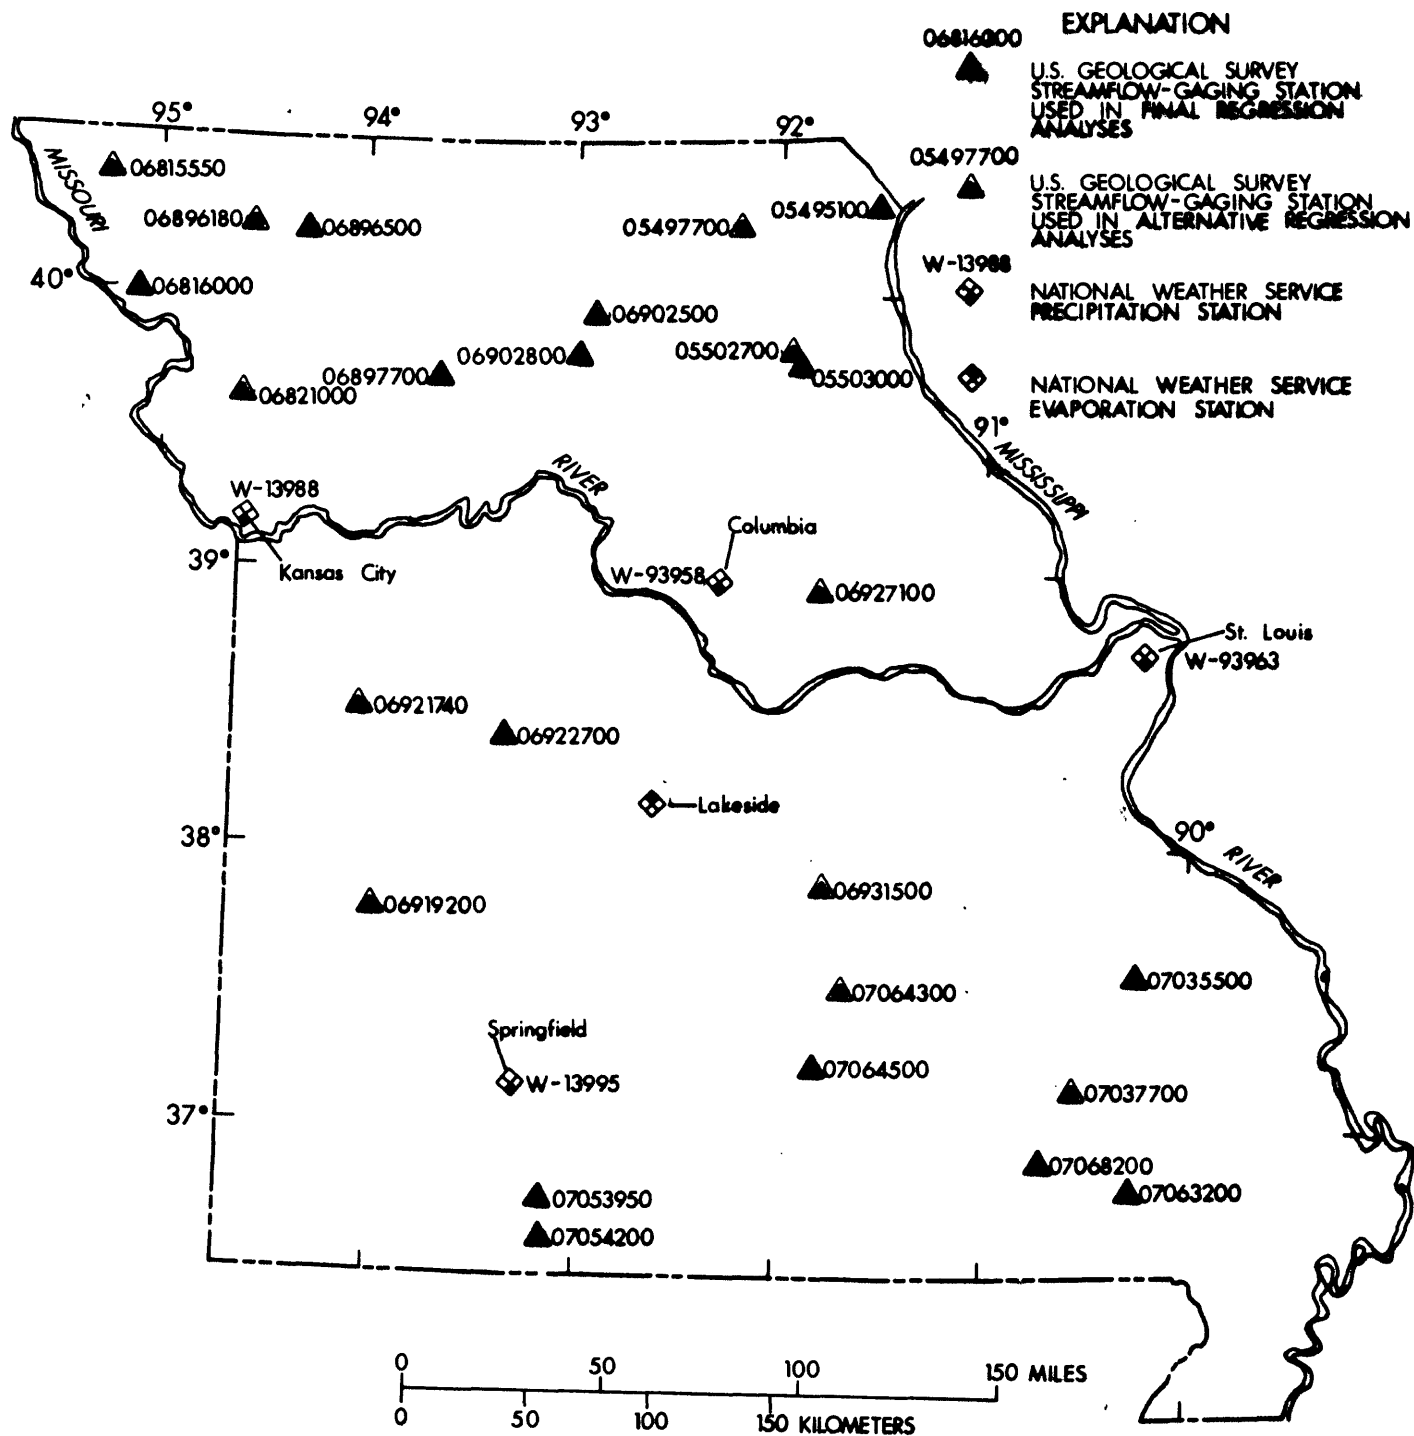 EXPLANATION
U.S. GEOLOGICAL SURVEY
STREAMFLOW-GAGING STATION
USED IN FINAL REGRESSION
ANALYSES
05497700
U.S. GEOLOGICAL SURVEY
STREAMFLOW-GAGING STATION
USED IN ALTERNATIVE REGRESSION
ANALYSES
W-13988
NATIONAL WEATHER SERVICE
PRECIPITATION STATION
NATIONAL WEATHER SERVICE
EVAPORATION STATION
95°
94°
93°
92°
MISSOURI
06815550
06896180
06896500
05497700
05495100
40°
06816000
06902500
06902800
05502700
06897700
05503000
06821000
91°
MISSISSIPPI
RIVER
W-13988
Columbia
39°
Kansas City
W-93958
06927100
St. Louis
W-93963
06921740
06922700
Lakeside
38°
90°
RIVER
06931500
06919200
07064300
07035500
Springfield
W-13995
07064500
07037700
37°
07068200
07063200
07053950
07054200
0 50 100 150 MILES
0 50 100 150 KILOMETERS